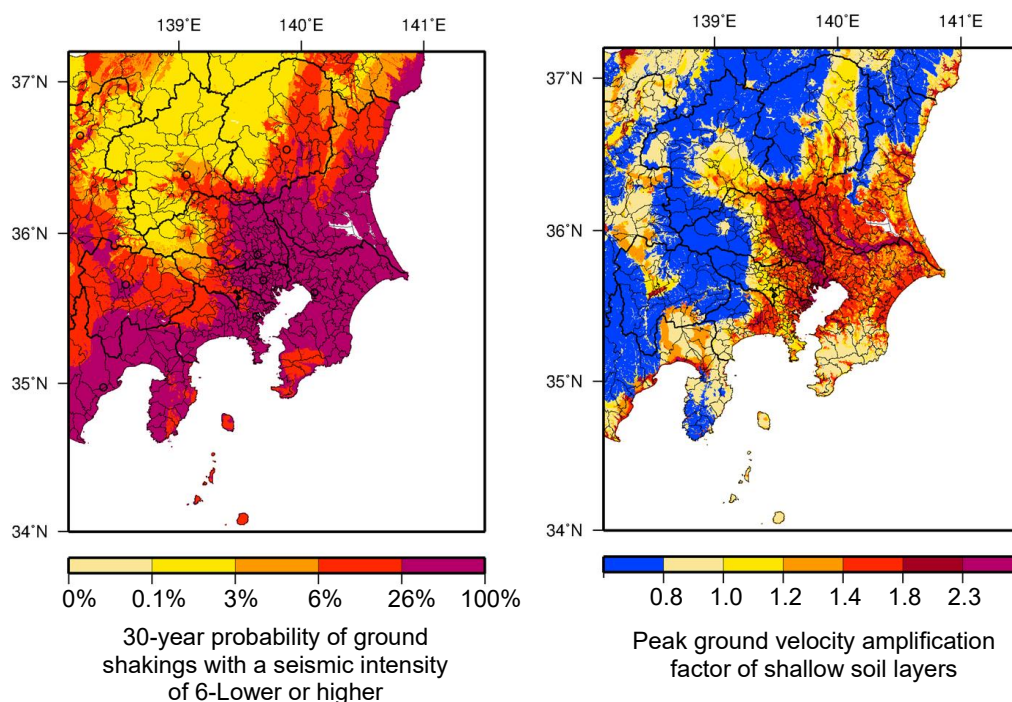 139˚E 140˚E 141˚E
37˚N
36˚N
35˚N
34˚N
0% 0.1% 3% 6% 26% 100%
30-year probability of ground
shakings with a seismic intensity
of 6-Lower or higher
139˚E 140˚E 141˚E
37˚N
36˚N
35˚N
34˚N
0.8 1.0 1.2 1.4 1.8 2.3
Peak ground velocity amplification
factor of shallow soil layers